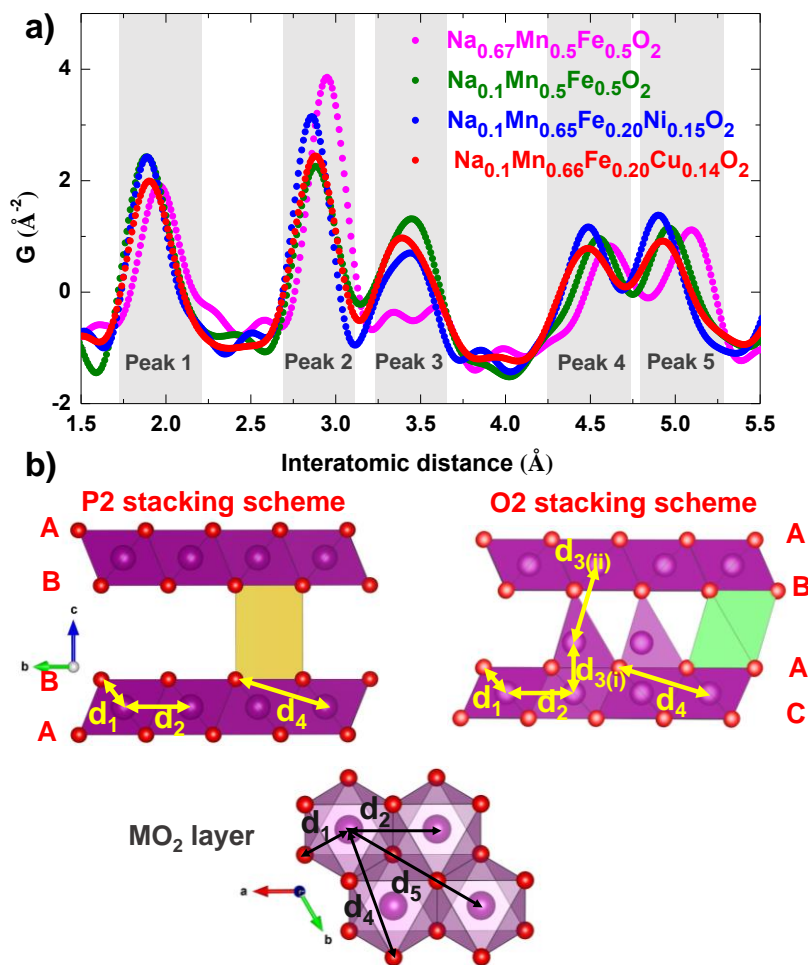 a)
Na0.67Mn0.5Fe0.5O2
Na0.1Mn0.5Fe0.5O2
Na0.1Mn0.65Fe0.20Ni0.15O2
Na0.1Mn0.66Fe0.20Cu0.14O2
G (Å-2)
4
2
0
-2
Peak 1
Peak 2
Peak 3
Peak 4
Peak 5
1.5 2.0 2.5 3.0 3.5 4.0 4.5 5.0 5.5
Interatomic distance (Å)
b)
P2 stacking scheme
A
B
B
A
c
b
d1
d2
d4
O2 stacking scheme
A
B
A
C
d3(ii)
d3(i)
d1
d2
d4
MO2 layer
d1
d2
d5
d4
a
b